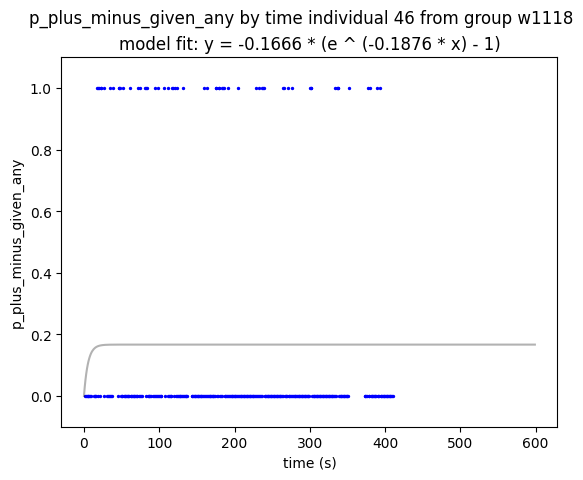 p_plus_minus_given_any by time individual 46 from group w1118
model fit: y = -0.1666 * (e ^ (-0.1876 * x) - 1)
1.0
0.8
0.6
0.4
0.2
0.0
p_plus_minus_given_any
0 100 200 300 400 500 600
time (s)